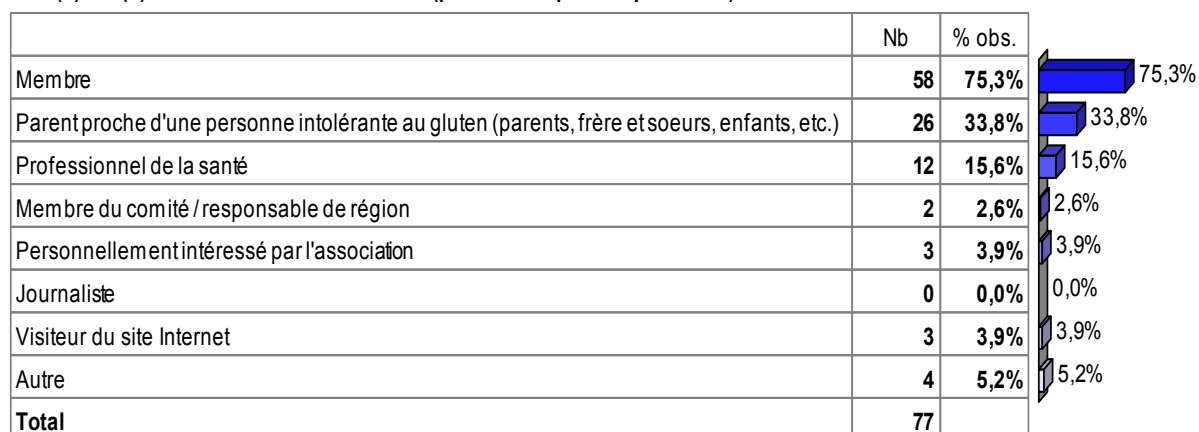 Nb % obs.
Membre 58 75,3% 75,3%
Parent proche d'une personne intolérante au gluten (parents, frère et soeurs, enfants, etc.) 26 33,8% 33,8%
Professionnel de la santé 12 15,6% 15,6%
Membre du comité / responsable de région 2 2,6% 2,6%
Personnellement intéressé par l'association 3 3,9% 3,9%
Journaliste 0 0,0% 0,0%
Visiteur du site Internet 3 3,9% 3,9%
Autre 4 5,2% 5,2%
Total 77